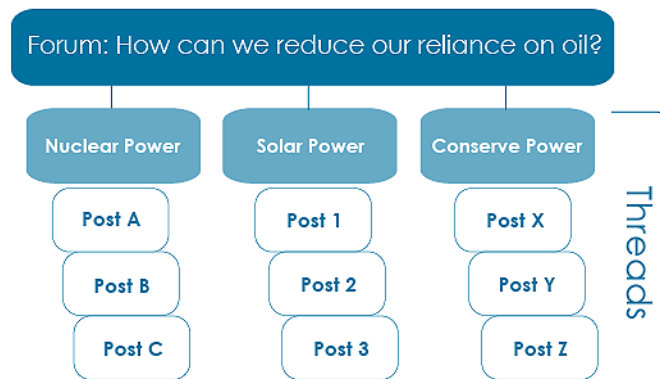 Forum: How can we reduce our reliance on oil?
Nuclear Power
Solar Power
Conserve Power
Post A
Post 1
Post X
Post B
Post 2
Post Y
Post C
Post 3
Post Z
Threads